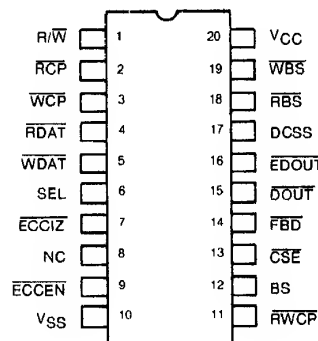 R/W̅ 1 20 VCC
R̅C̅P̅ 2 19 W̅B̅S̅
W̅C̅P̅ 3 18 R̅B̅S̅
R̅D̅A̅T̅ 4 17 DCSS
W̅D̅A̅T̅ 5 16 E̅D̅O̅U̅T̅
SEL 6 15 D̅O̅U̅T̅
E̅C̅C̅I̅Z̅ 7 14 F̅B̅D̅
NC 8 13 C̅S̅E̅
E̅C̅C̅E̅N̅ 9 12 BS
VSS 10 11 R̅W̅C̅P̅